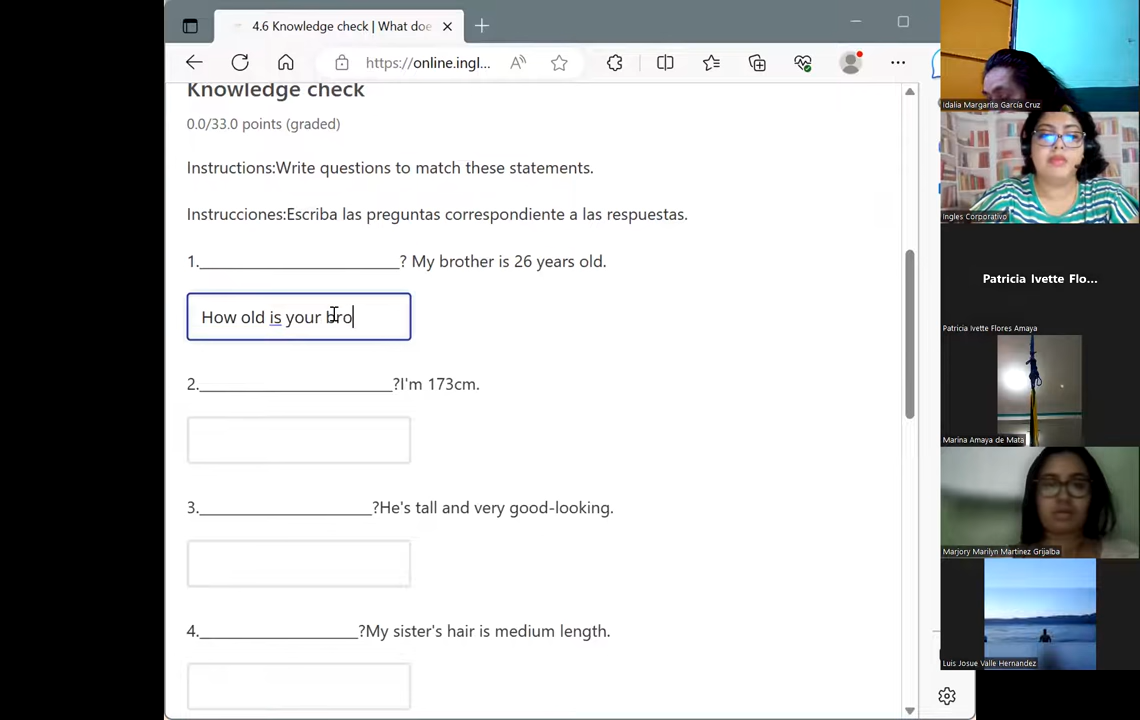 4.6 Knowledge check | What doe
https://online.ingl...
Knowledge check
0.0/33.0 points (graded)
Instructions:Write questions to match these statements.
Instrucciones:Escriba las preguntas correspondiente a las respuestas.
1.______________________? My brother is 26 years old.
How old is your bro
2._____________________?I'm 173cm.
3.___________________?He's tall and very good-looking.
4._________________?My sister's hair is medium length.
Idalia Margarita García Cruz
Ingles Corporativo
Patricia Ivette Flo...
Patricia Ivette Flores Amaya
Marina Amaya de Mata
Marjory Marilyn Martinez Grijalba
Luis Josue Valle Hernandez